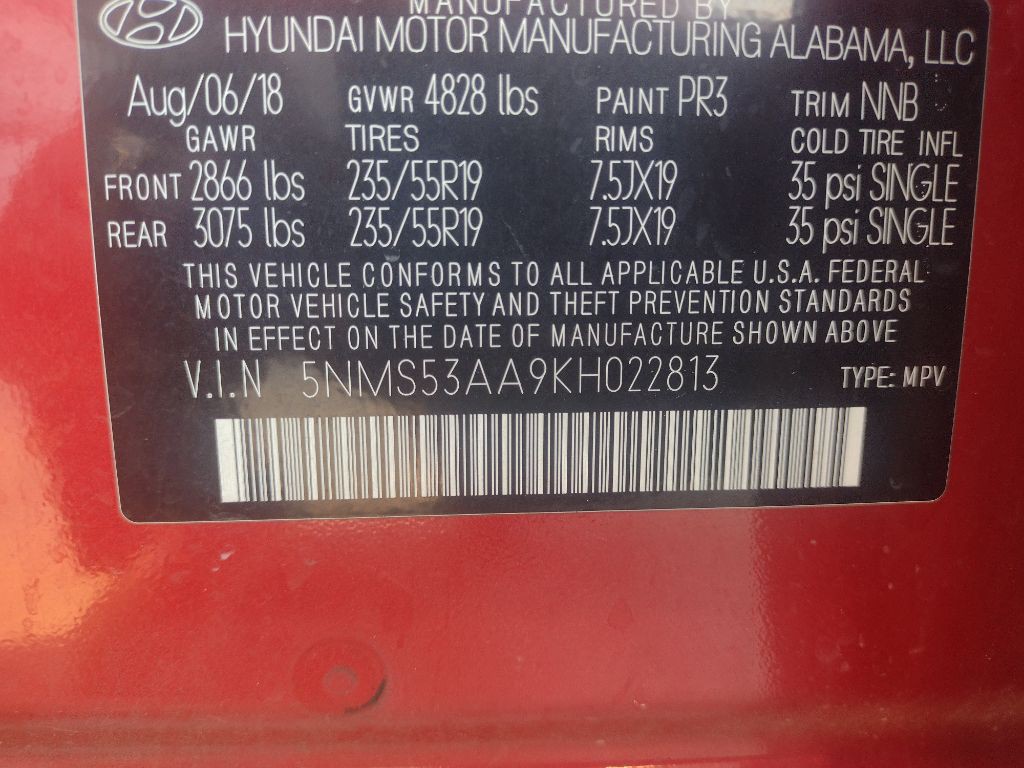 MANUFACTURED BY
HYUNDAI MOTOR MANUFACTURING ALABAMA, LLC
Aug/06/18 GVWR 4828 lbs PAINT PR3 TRIM NNB
GAWR TIRES RIMS COLD TIRE INFL
FRONT 2866 lbs 235/55R19 7.5JX19 35 psi SINGLE
REAR 3075 lbs 235/55R19 7.5JX19 35 psi SINGLE
THIS VEHICLE CONFORMS TO ALL APPLICABLE U.S.A. FEDERAL
MOTOR VEHICLE SAFETY AND THEFT PREVENTION STANDARDS
IN EFFECT ON THE DATE OF MANUFACTURE SHOWN ABOVE
V.I.N 5NMS53AA9KH022813 TYPE: MPV